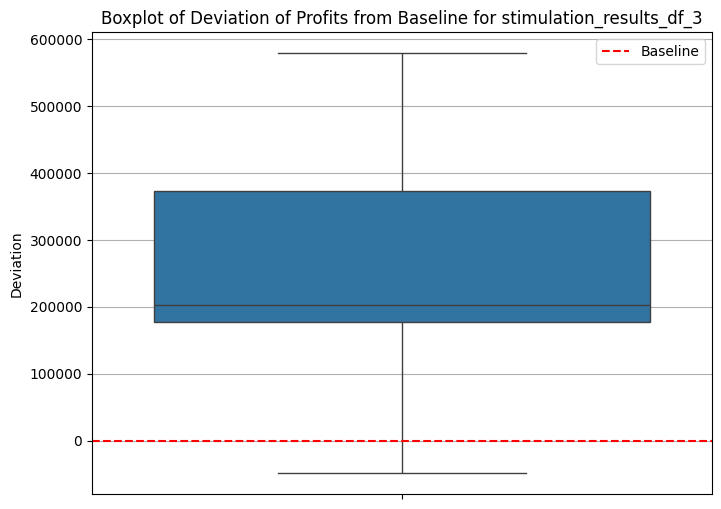 Boxplot of Deviation of Profits from Baseline for stimulation_results_df_3
600000
Baseline
500000
400000
300000
Deviation
200000
100000
0